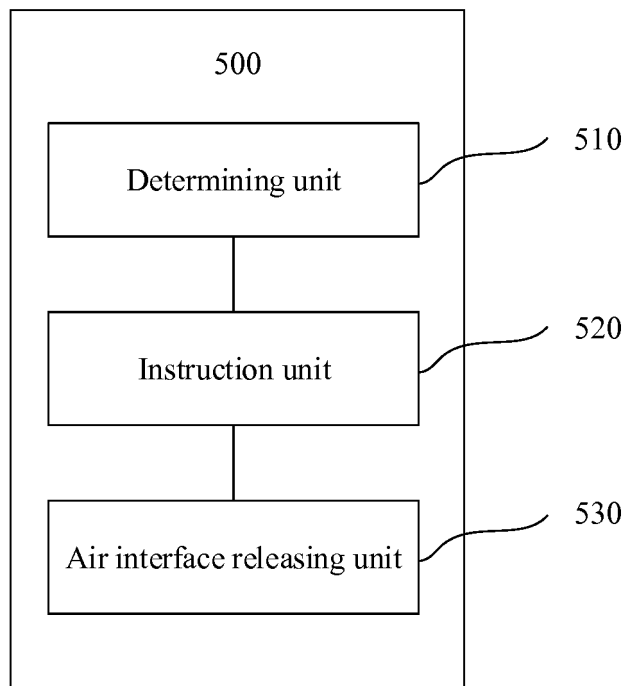 500
Determining unit
510
Instruction unit
520
Air interface releasing unit
530